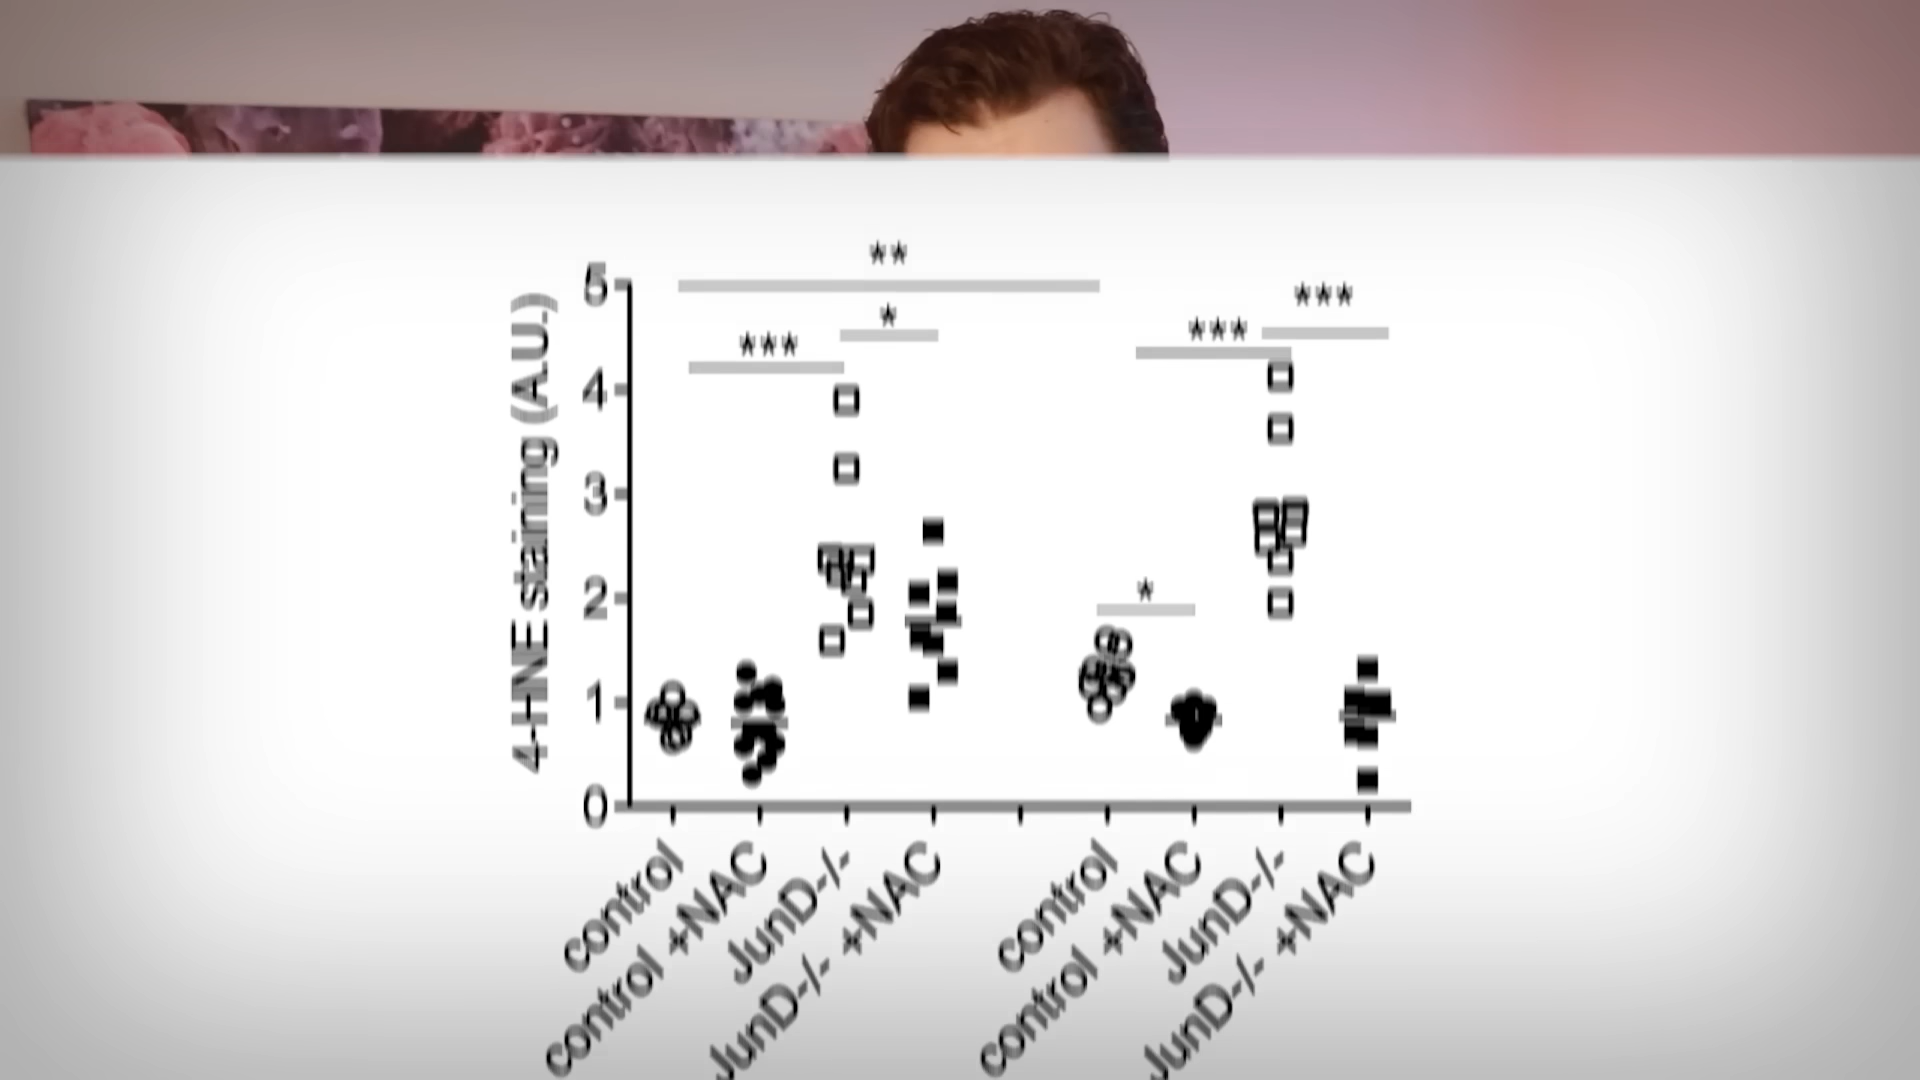 **
5
***
*
***
***
4
4-HNE staining (A.U.)
3
2
*
1
0
control
control +NAC
JunD-/-
JunD-/- +NAC
control
control +NAC
JunD-/-
JunD-/- +NAC